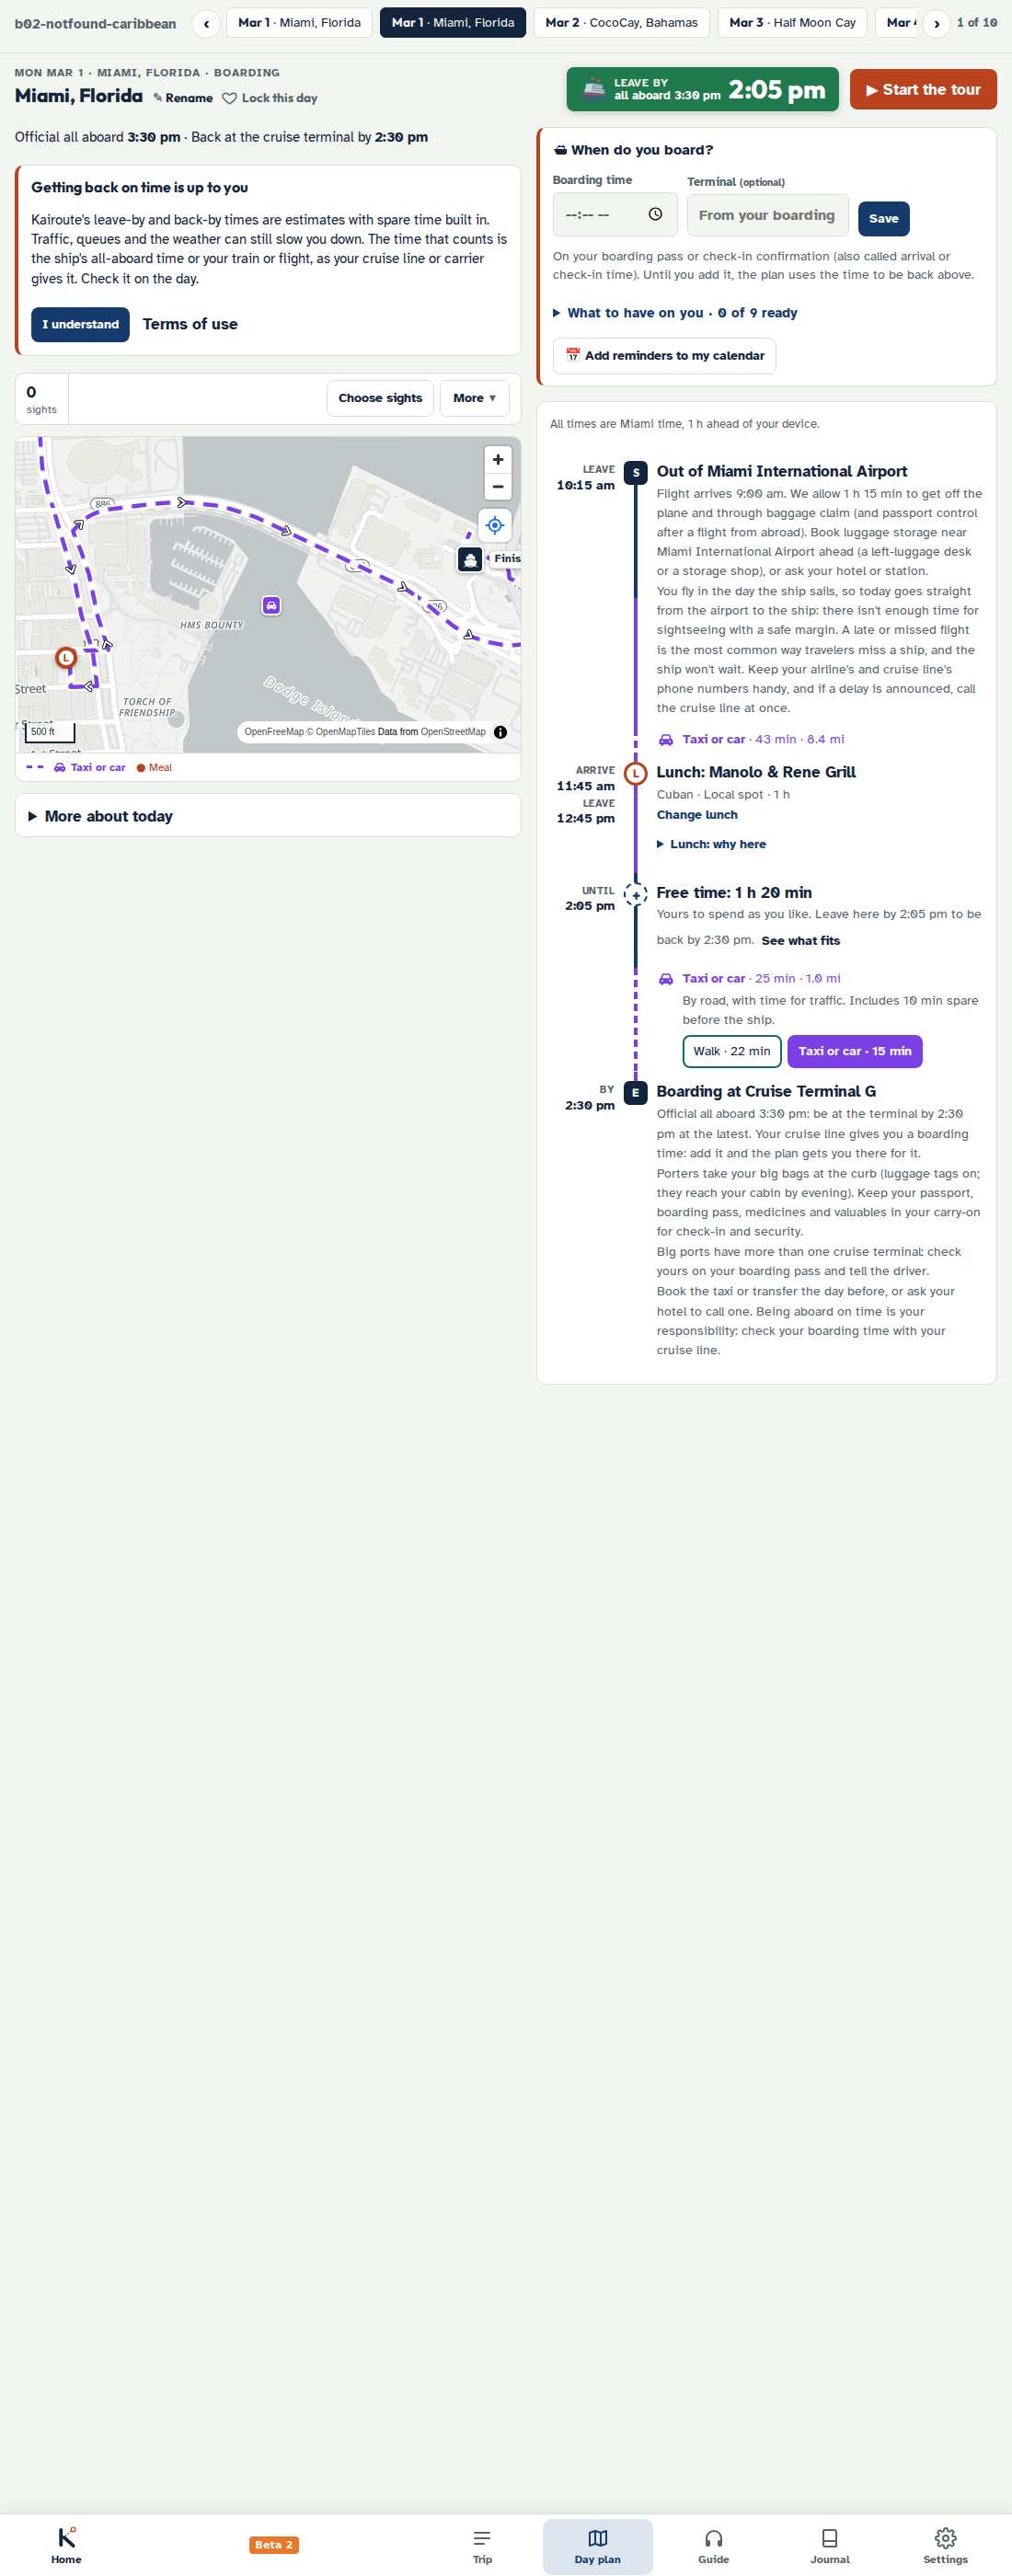 b02-notfound-caribbean
‹
Mar 1 · Miami, Florida
Mar 1 · Miami, Florida
Mar 2 · CocoCay, Bahamas
Mar 3 · Half Moon Cay
Mar
›
1 of 10
MON MAR 1 · MIAMI, FLORIDA · BOARDING
Miami, Florida
✎ Rename
Lock this day
LEAVE BY
all aboard 3:30 pm
2:05 pm
▶ Start the tour
Official all aboard 3:30 pm · Back at the cruise terminal by 2:30 pm
Getting back on time is up to you
Kairoute's leave-by and back-by times are estimates with spare time built in.
Traffic, queues and the weather can still slow you down. The time that counts is
the ship's all-aboard time or your train or flight, as your cruise line or carrier
gives it. Check it on the day.
I understand
Terms of use
0
sights
Choose sights
More ▾
886
HMS BOUNTY
Finis
L
Street
TORCH OF
FRIENDSHIP
Dodge Island
500 ft
OpenFreeMap © OpenMapTiles Data from OpenStreetMap
Taxi or car
Meal
▶ More about today
When do you board?
Boarding time
Terminal (optional)
--:-- --
From your boarding
Save
On your boarding pass or check-in confirmation (also called arrival or
check-in time). Until you add it, the plan uses the time to be back above.
▶ What to have on you · 0 of 9 ready
Add reminders to my calendar
All times are Miami time, 1 h ahead of your device.
LEAVE
10:15 am
S
Out of Miami International Airport
Flight arrives 9:00 am. We allow 1 h 15 min to get off the
plane and through baggage claim (and passport control
after a flight from abroad). Book luggage storage near
Miami International Airport ahead (a left-luggage desk
or a storage shop), or ask your hotel or station.
You fly in the day the ship sails, so today goes straight
from the airport to the ship: there isn't enough time for
sightseeing with a safe margin. A late or missed flight
is the most common way travelers miss a ship, and the
ship won't wait. Keep your airline's and cruise line's
phone numbers handy, and if a delay is announced, call
the cruise line at once.
Taxi or car · 43 min · 8.4 mi
ARRIVE
11:45 am
LEAVE
12:45 pm
L
Lunch: Manolo & Rene Grill
Cuban · Local spot · 1 h
Change lunch
▶ Lunch: why here
UNTIL
2:05 pm
+
Free time: 1 h 20 min
Yours to spend as you like. Leave here by 2:05 pm to be
back by 2:30 pm. See what fits
Taxi or car · 25 min · 1.0 mi
By road, with time for traffic. Includes 10 min spare
before the ship.
Walk · 22 min
Taxi or car · 15 min
BY
2:30 pm
E
Boarding at Cruise Terminal G
Official all aboard 3:30 pm: be at the terminal by 2:30
pm at the latest. Your cruise line gives you a boarding
time: add it and the plan gets you there for it.
Porters take your big bags at the curb (luggage tags on;
they reach your cabin by evening). Keep your passport,
boarding pass, medicines and valuables in your carry-on
for check-in and security.
Big ports have more than one cruise terminal: check
yours on your boarding pass and tell the driver.
Book the taxi or transfer the day before, or ask your
hotel to call one. Being aboard on time is your
responsibility: check your boarding time with your
cruise line.
Home
Beta 2
Trip
Day plan
Guide
Journal
Settings